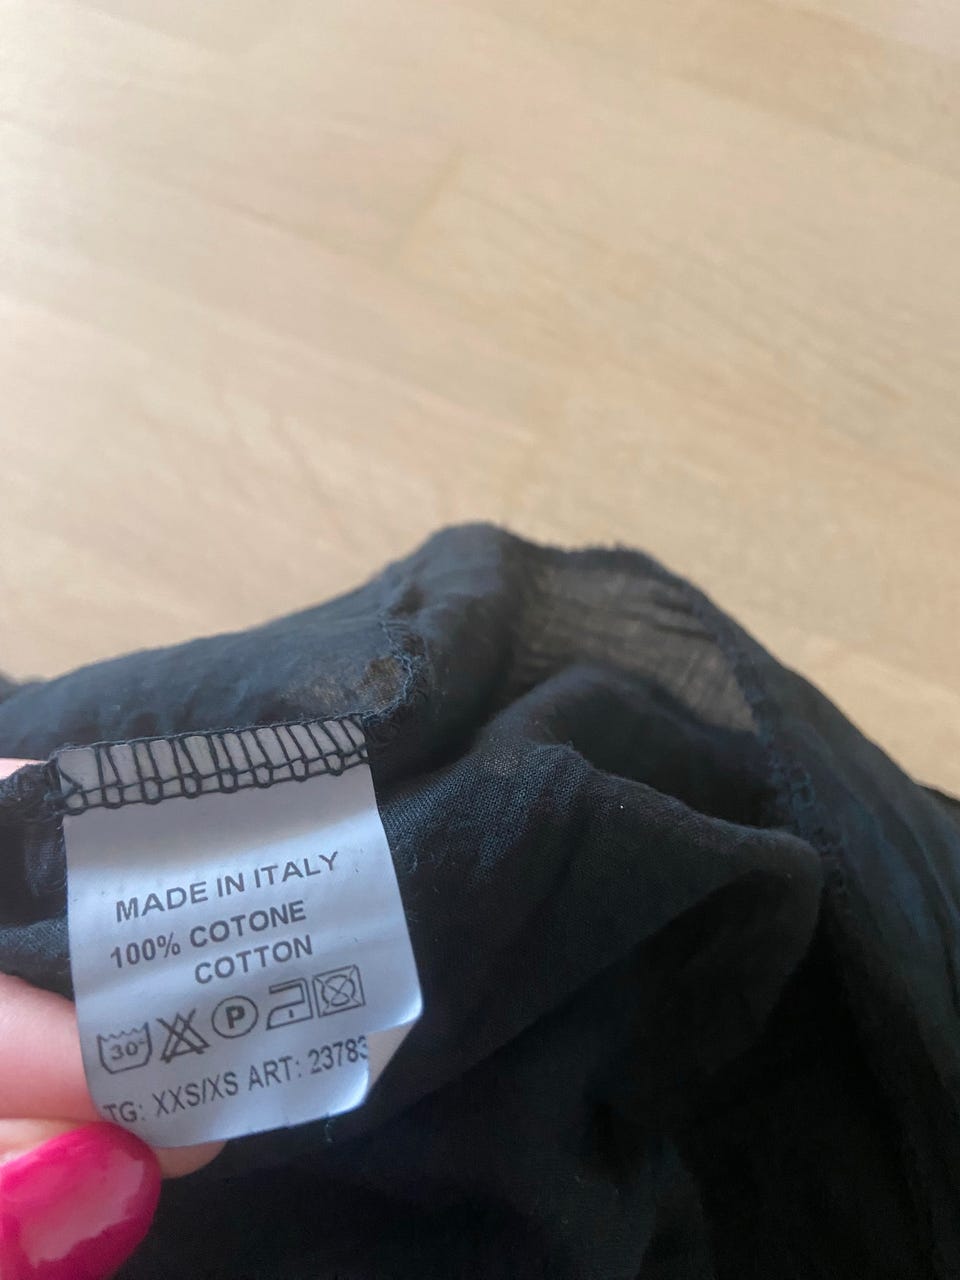 MADE IN ITALY
100% COTONE
COTTON
30° P
TG: XXS/XS ART: 23783